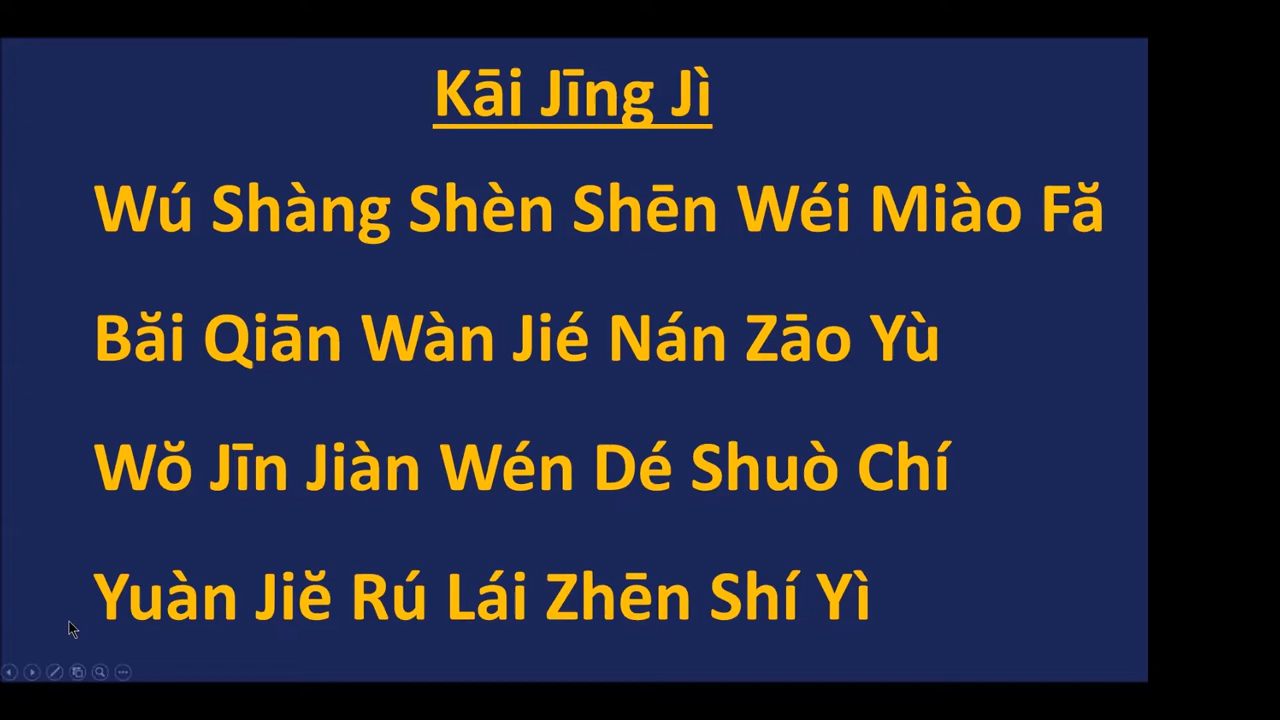 Kāi Jīng Jì
Wú Shàng Shèn Shēn Wéi Miào Fă
Băi Qiān Wàn Jié Nán Zāo Yù
Wŏ Jīn Jiàn Wén Dé Shuò Chí
Yuàn Jiĕ Rú Lái Zhēn Shí Yì